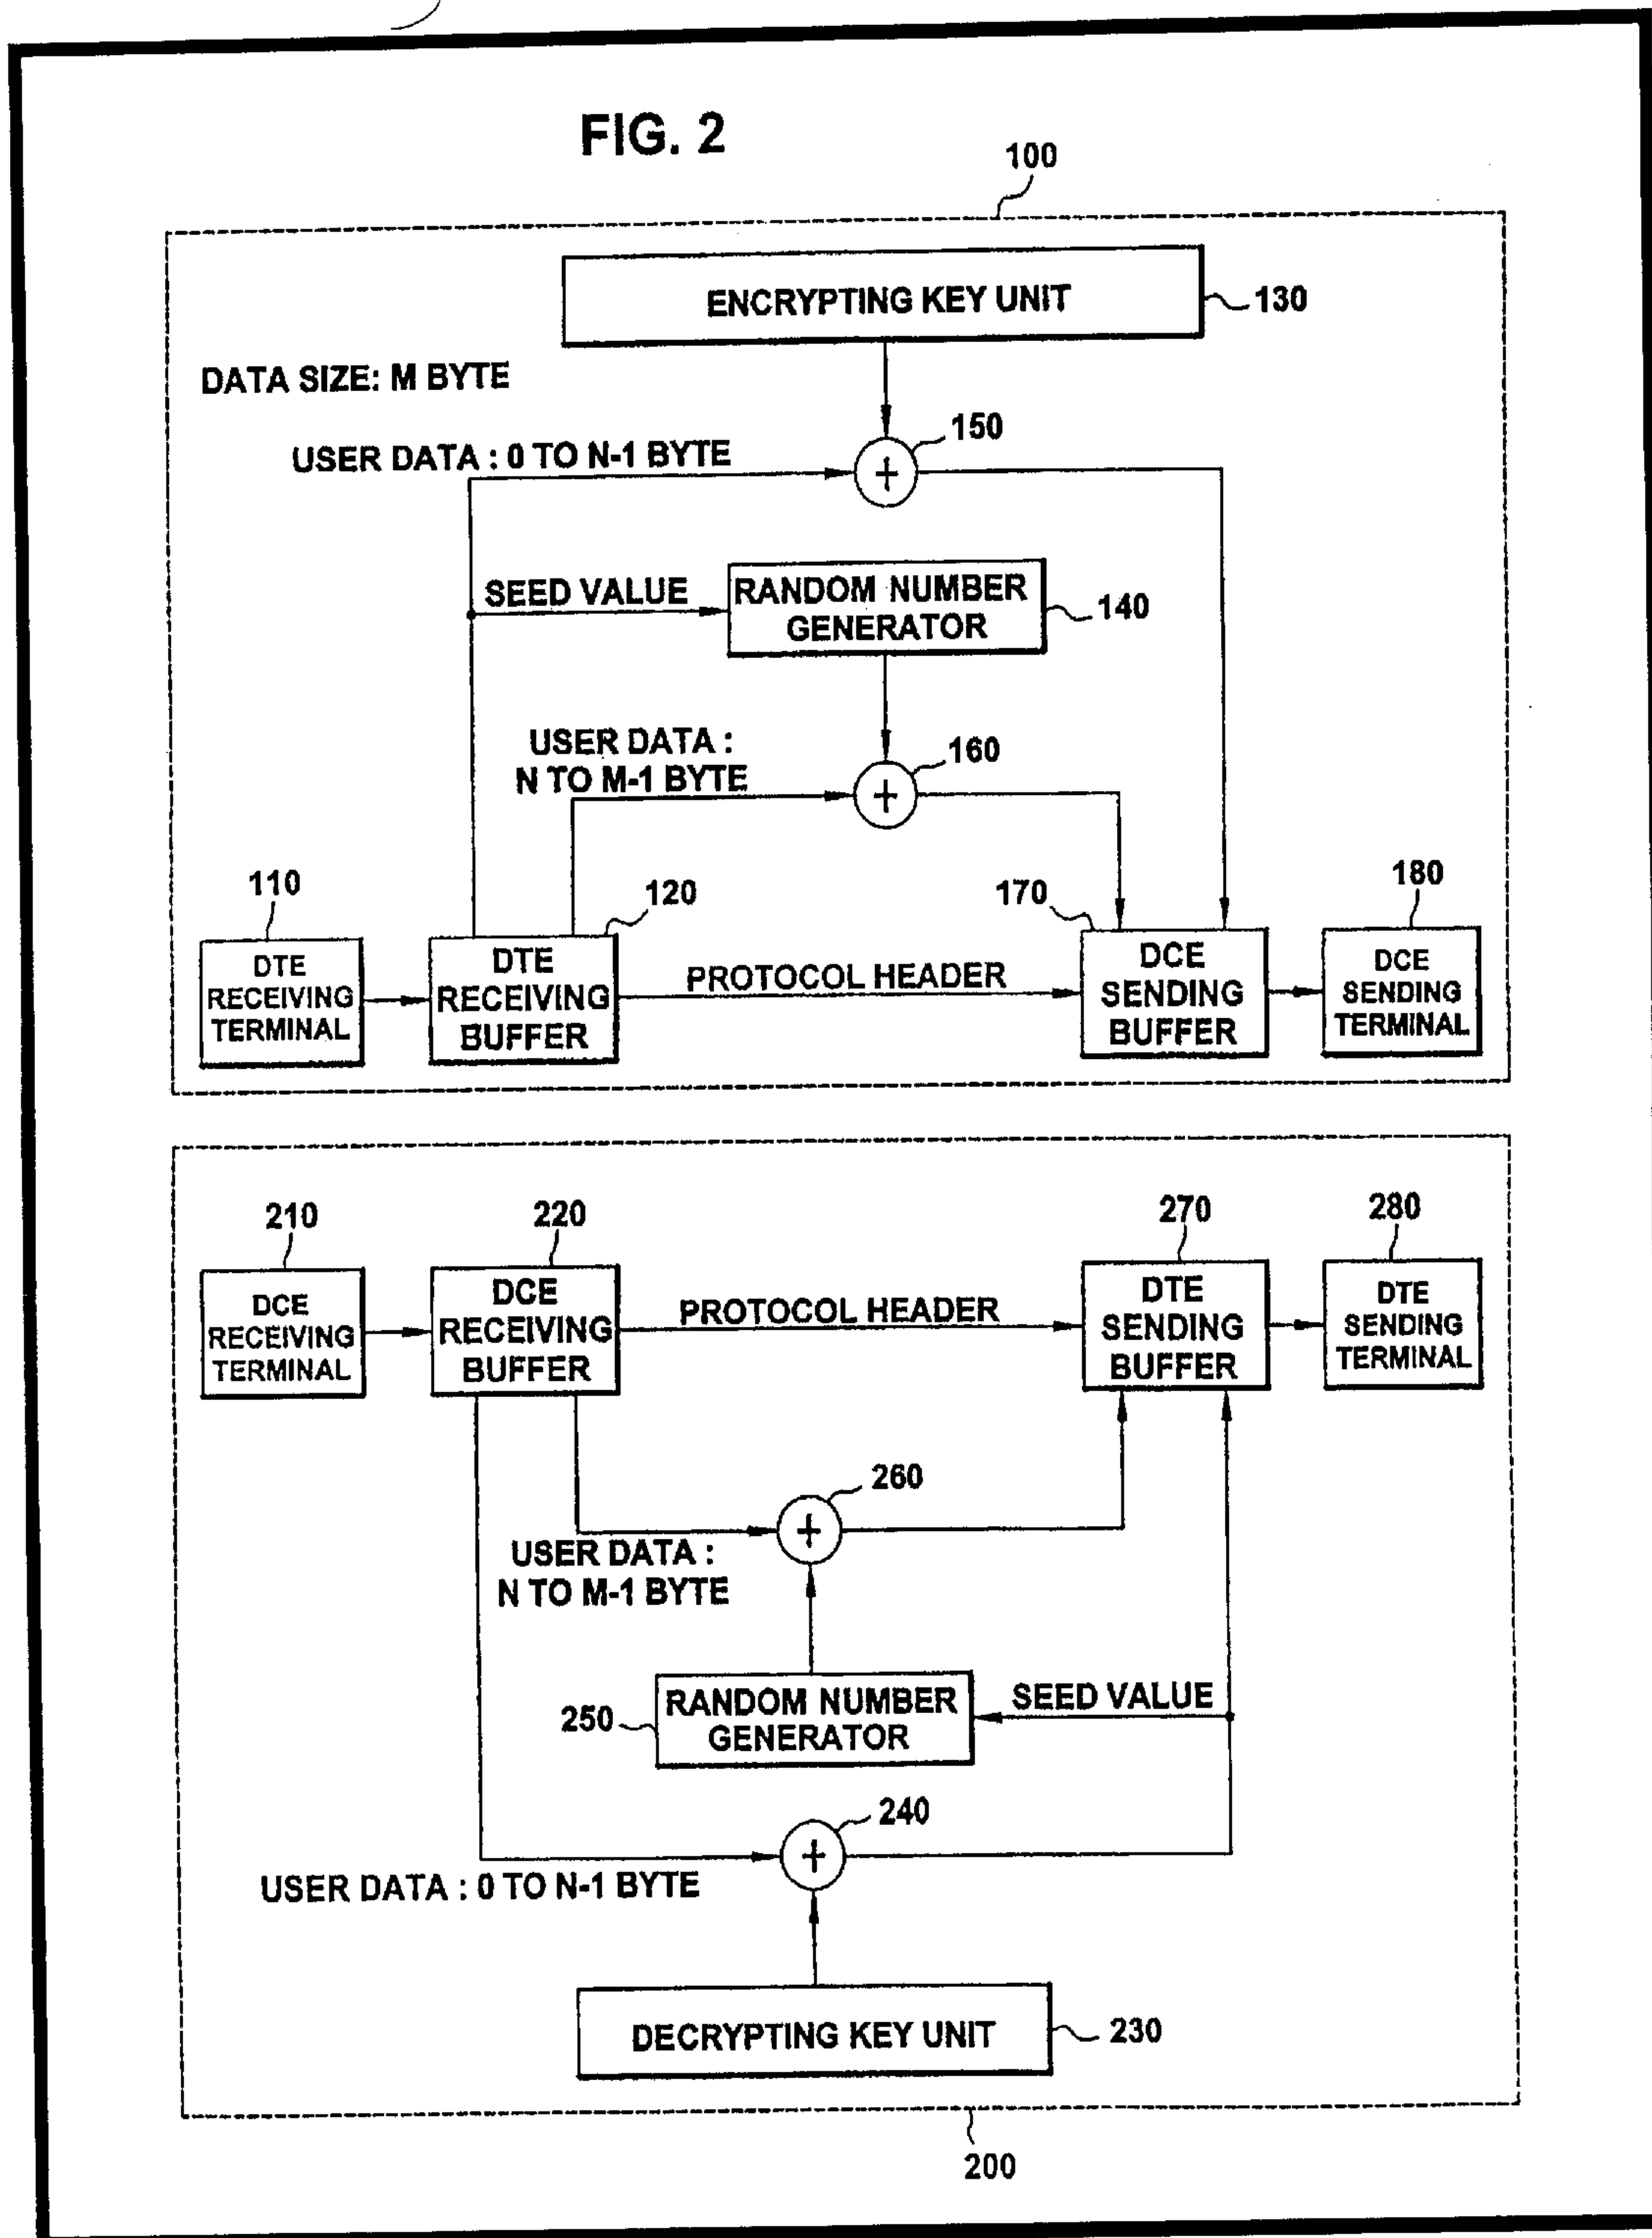 FIG. 2
100
ENCRYPTING KEY UNIT
130
DATA SIZE: M BYTE
150
USER DATA : 0 TO N-1 BYTE
+
SEED VALUE
RANDOM NUMBER
GENERATOR
140
USER DATA :
N TO M-1 BYTE
160
+
110
120
170
180
DTE
RECEIVING
TERMINAL
DTE
RECEIVING
BUFFER
PROTOCOL HEADER
DCE
SENDING
BUFFER
DCE
SENDING
TERMINAL
210
220
270
280
DCE
RECEIVING
TERMINAL
DCE
RECEIVING
BUFFER
PROTOCOL HEADER
DTE
SENDING
BUFFER
DTE
SENDING
TERMINAL
260
+
USER DATA :
N TO M-1 BYTE
250
RANDOM NUMBER
GENERATOR
SEED VALUE
240
+
USER DATA : 0 TO N-1 BYTE
DECRYPTING KEY UNIT
230
200